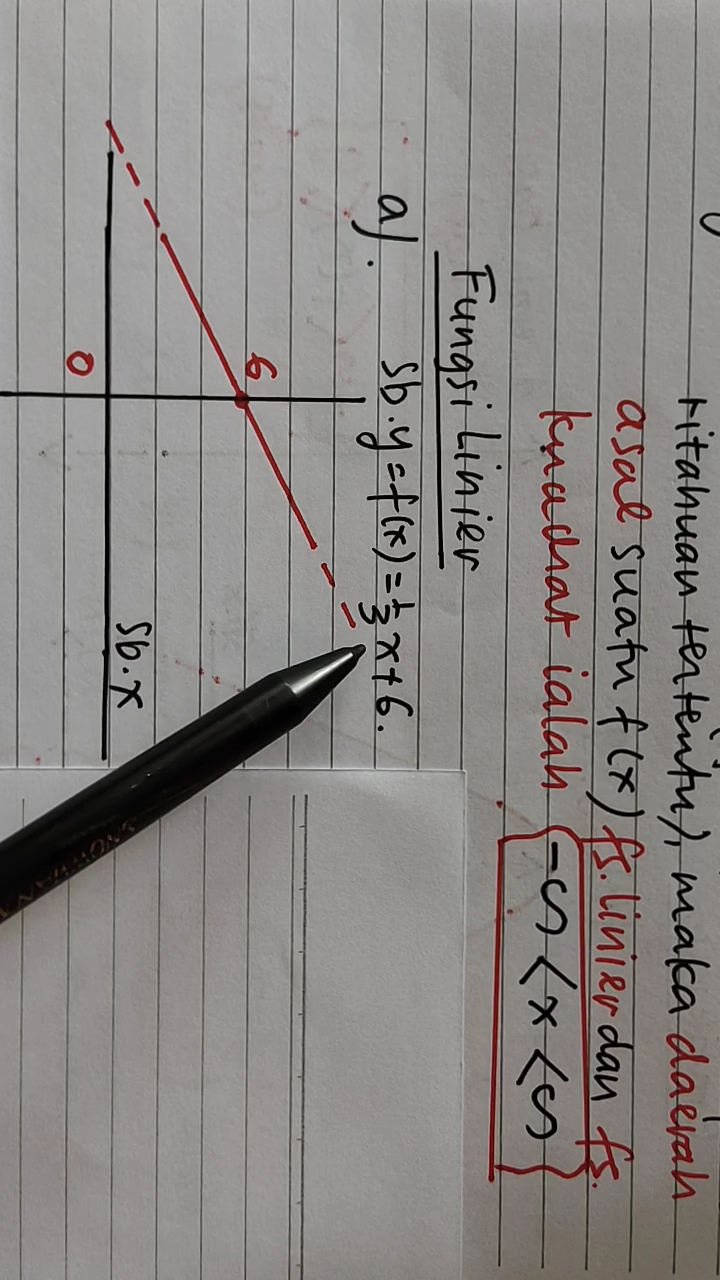 ritahuan tertentu), maka daerah
asal suatu f(x) fs. linier dan fs.
kuadrat ialah {-∽ < x < ∽}
Fungsi Linier
a). Sb.y = f(x) = 1/3 x + 6.
6
0
Sb.x